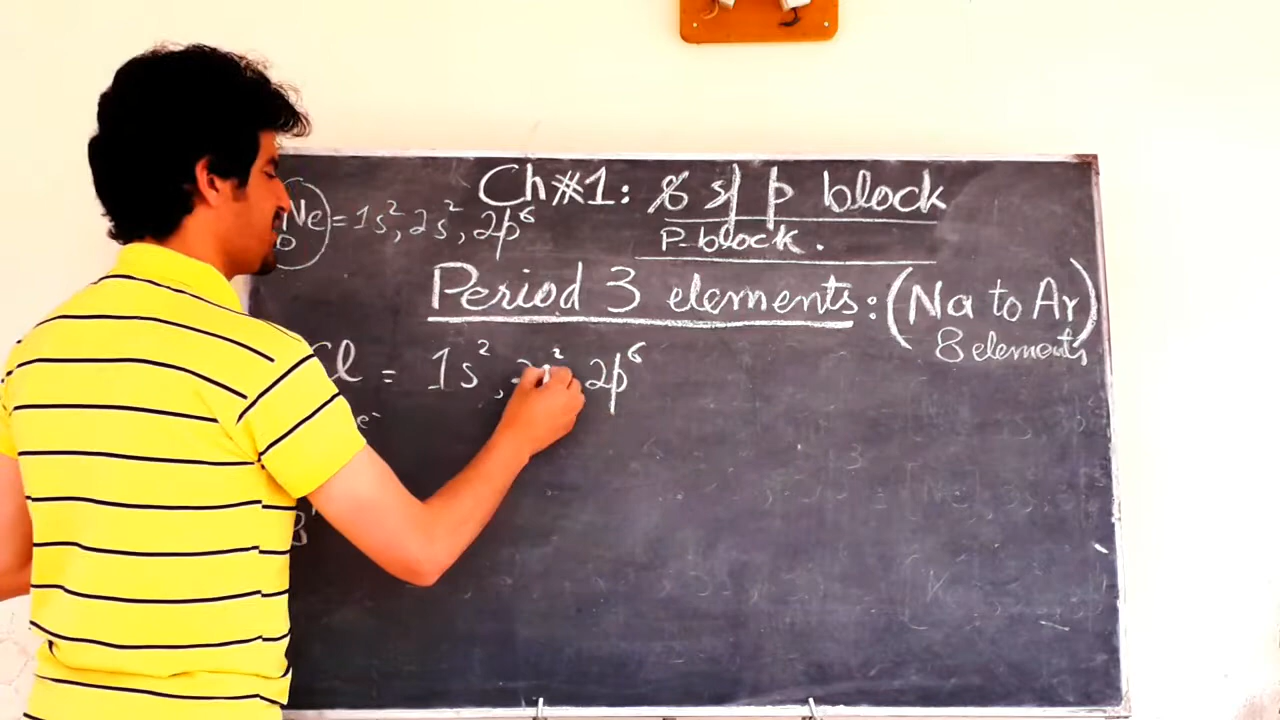 Ch#1: s/p block
Ne = 1s², 2s², 2p⁶
P-block.
Period 3 elements: (Na to Ar)
8 elements
Cl = 1s², 2s² 2p⁶
e⁻